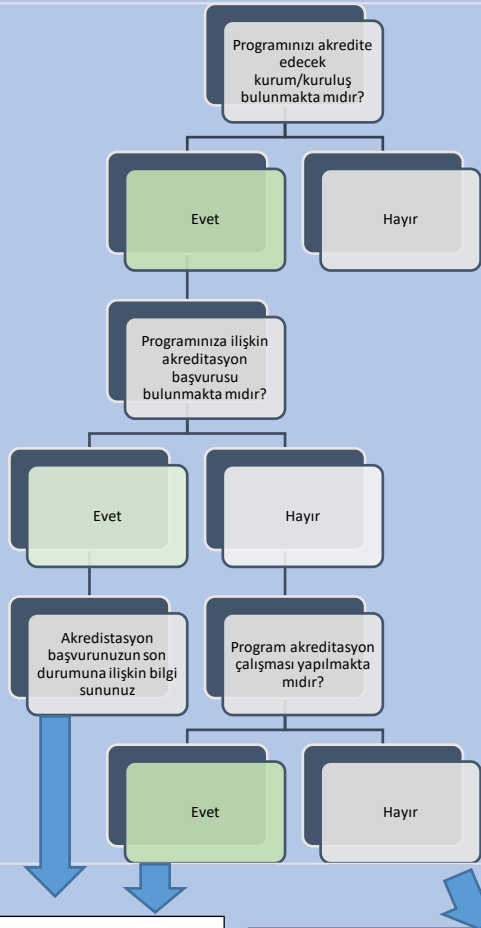 Programınızı akredite
edecek
kurum/kuruluş
bulunmakta mıdır?
Evet
Hayır
Programınıza ilişkin
akreditasyon
başvurusu
bulunmakta mıdır?
Evet
Hayır
Akredistasyon
başvurunuzun son
durumuna ilişkin bilgi
sununuz
Program akreditasyon
çalışması yapılmakta
mıdır?
Evet
Hayır